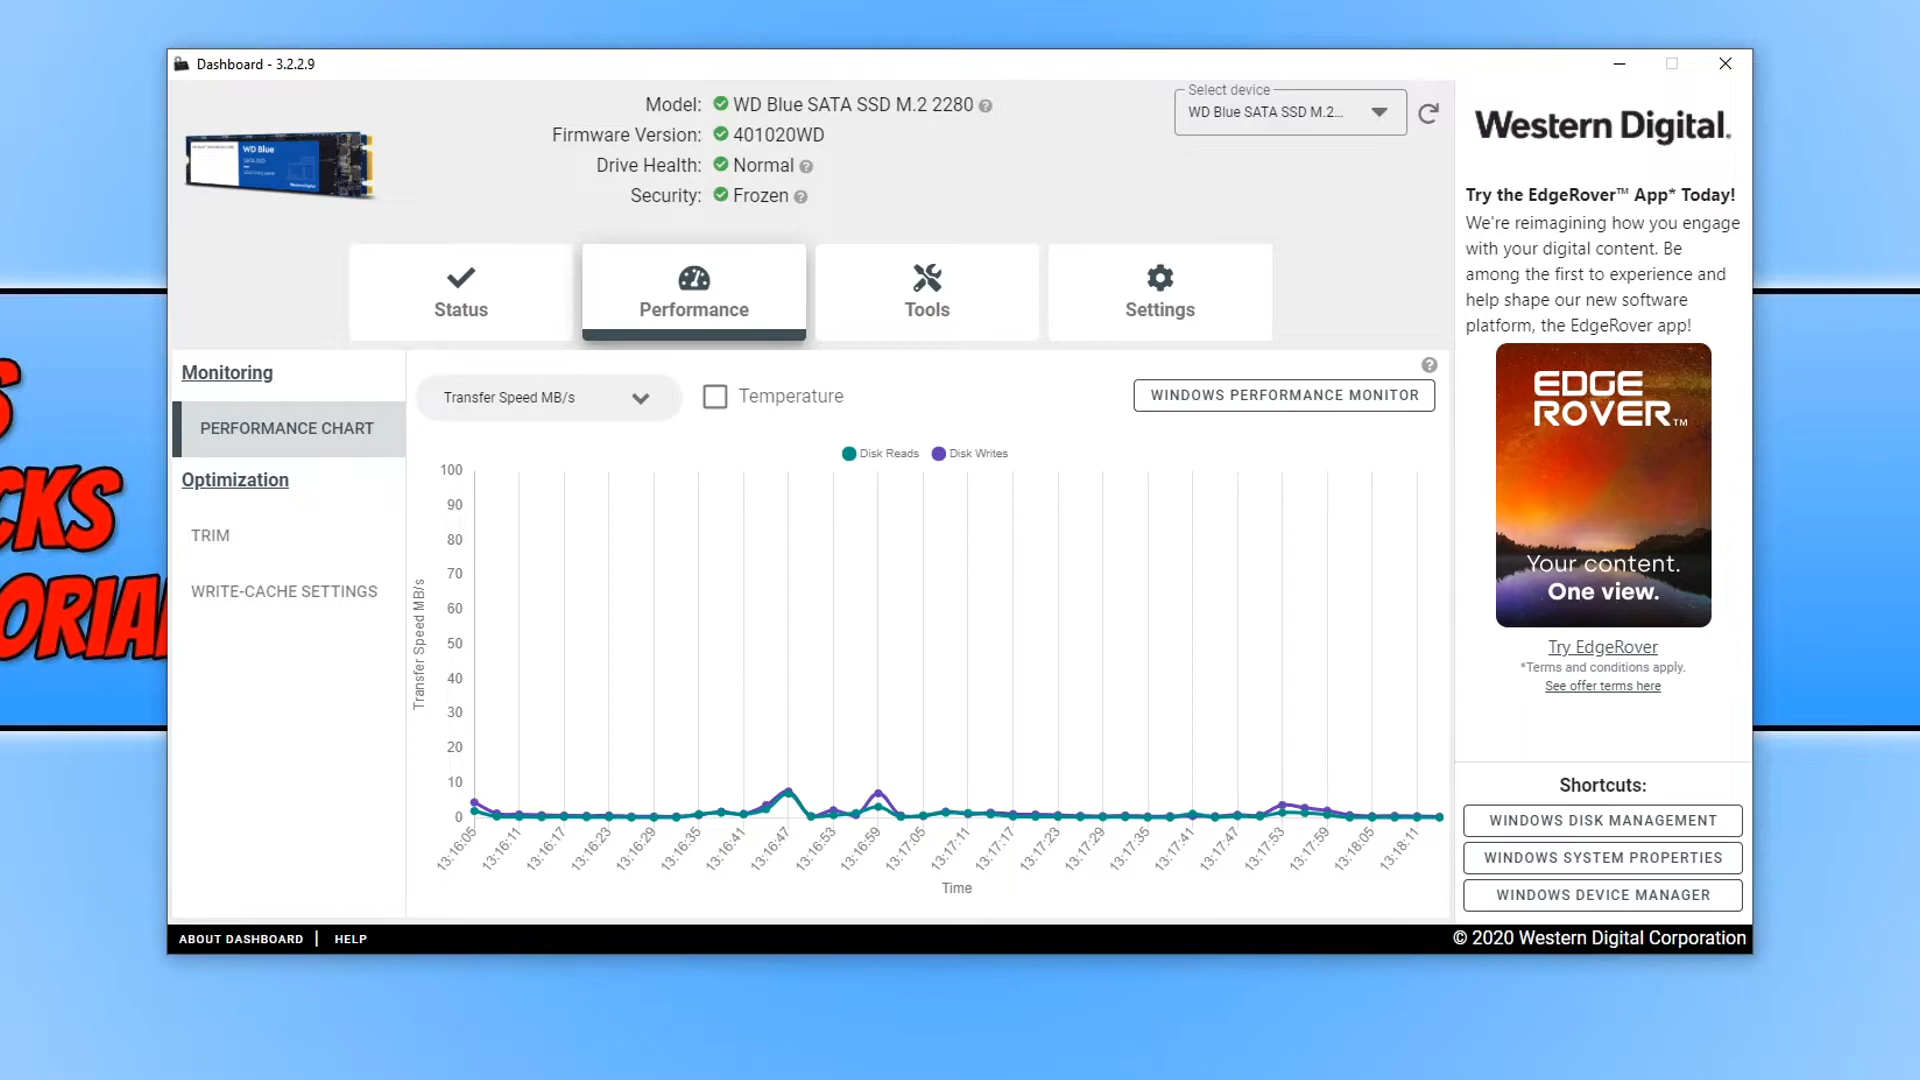 Dashboard - 3.2.2.9
Model: WD Blue SATA SSD M.2 2280
Firmware Version: 401020WD
Drive Health: Normal
Security: Frozen
Select device
WD Blue SATA SSD M.2...
WD Blue
Western Digital.
Try the EdgeRover™ App* Today!
We're reimagining how you engage
with your digital content. Be
among the first to experience and
help shape our new software
platform, the EdgeRover app!
Status
Performance
Tools
Settings
Monitoring
PERFORMANCE CHART
Optimization
TRIM
WRITE-CACHE SETTINGS
Transfer Speed MB/s
Temperature
WINDOWS PERFORMANCE MONITOR
Disk Reads
Disk Writes
Transfer Speed MB/s
100
90
80
70
60
50
40
30
20
10
0
13:16:05
13:16:11
13:16:17
13:16:23
13:16:29
13:16:35
13:16:41
13:16:47
13:16:53
13:16:59
13:17:05
13:17:11
13:17:17
13:17:23
13:17:29
13:17:35
13:17:41
13:17:47
13:17:53
13:17:59
13:18:05
13:18:11
Time
EDGE
ROVER™
Your content.
One view.
Try EdgeRover
*Terms and conditions apply.
See offer terms here
Shortcuts:
WINDOWS DISK MANAGEMENT
WINDOWS SYSTEM PROPERTIES
WINDOWS DEVICE MANAGER
ABOUT DASHBOARD | HELP
© 2020 Western Digital Corporation